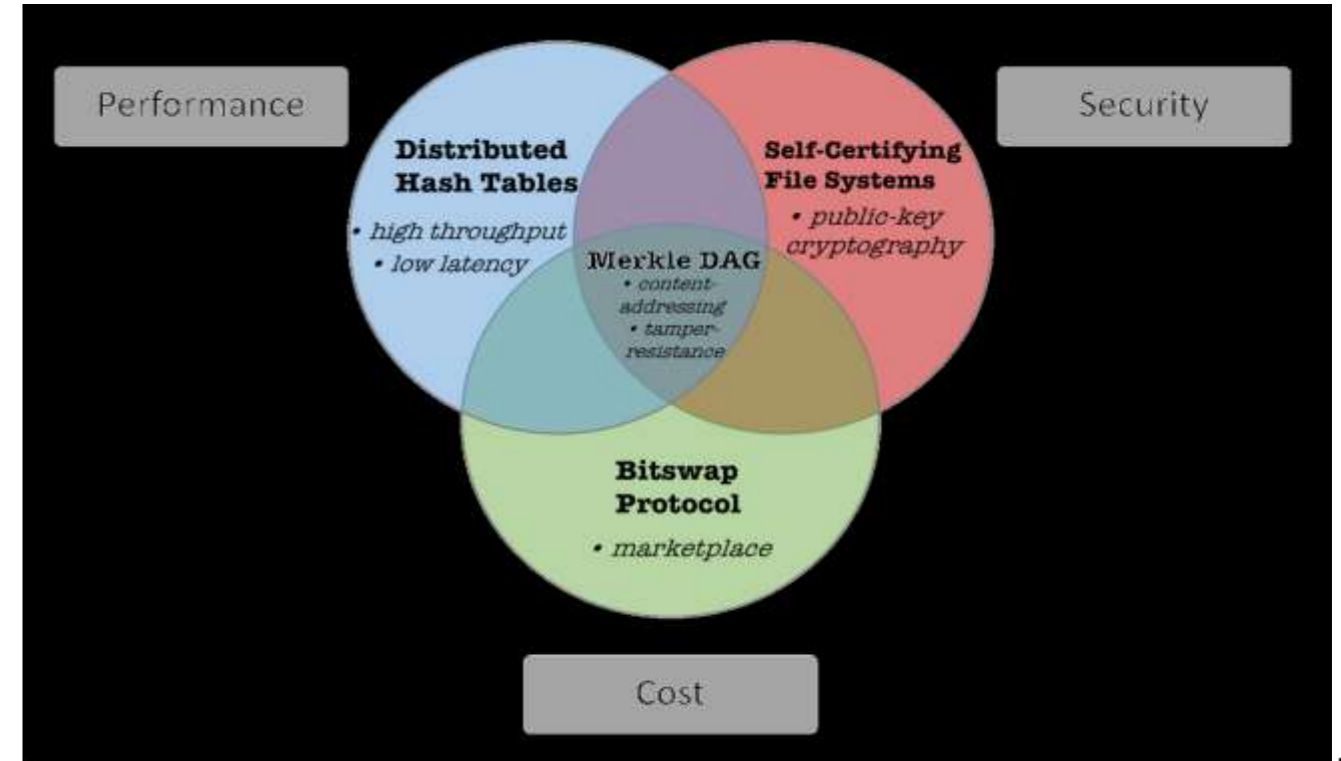 Performance
Security
Distributed
Hash Tables
• high throughput
• low latency
Self-Certifying
File Systems
• public-key
cryptography
Merkle DAG
• content-
addressing
• tamper-
resistance
Bitswap
Protocol
• marketplace
Cost